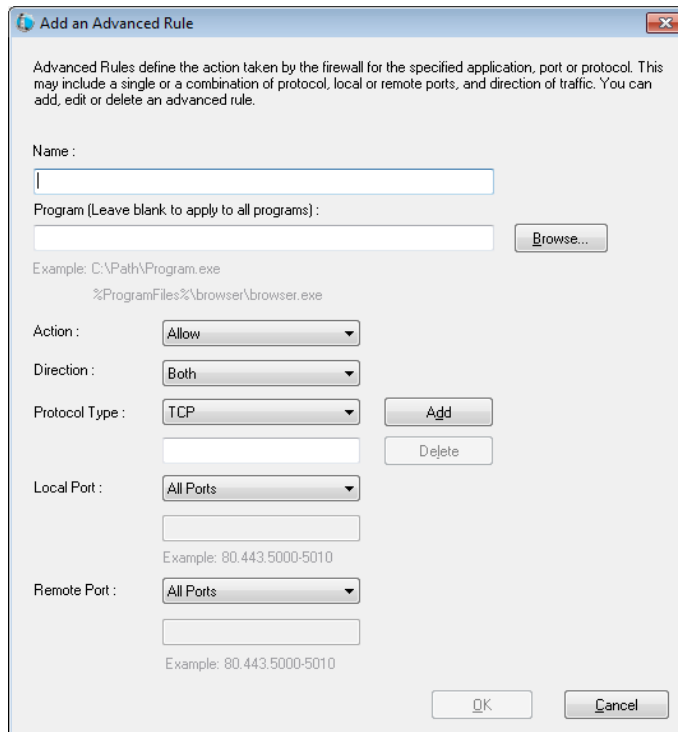 Add an Advanced Rule
Advanced Rules define the action taken by the firewall for the specified application, port or protocol. This
may include a single or a combination of protocol, local or remote ports, and direction of traffic. You can
add, edit or delete an advanced rule.
Name :
Program (Leave blank to apply to all programs) :
Browse...
Example: C:\Path\Program.exe
%ProgramFiles%\browser\browser.exe
Action : Allow
Direction : Both
Protocol Type : TCP Add
Delete
Local Port : All Ports
Example: 80.443.5000-5010
Remote Port : All Ports
Example: 80.443.5000-5010
OK Cancel